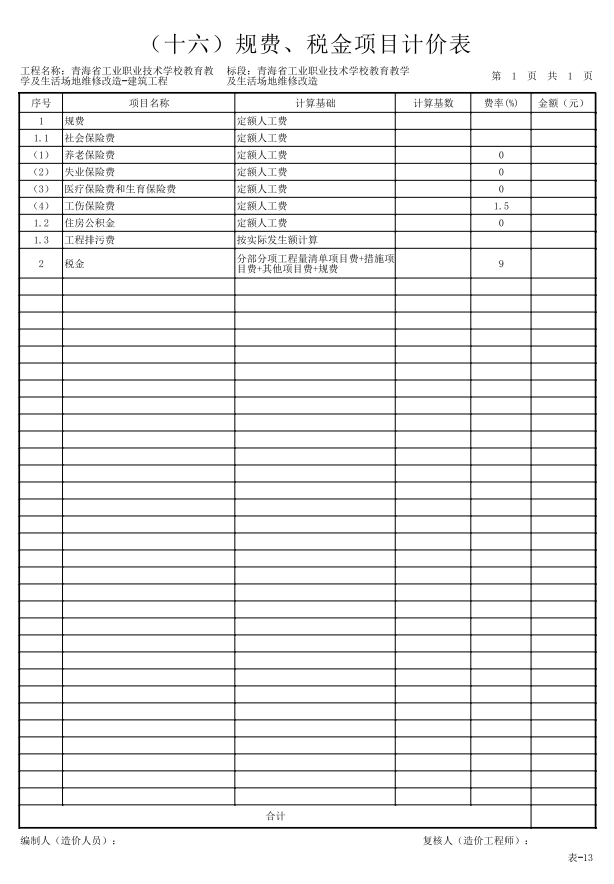 （十六）规费、税金项目计价表
工程名称：青海省工业职业技术学校教育教
学及生活场地维修改造-建筑工程
标段：青海省工业职业技术学校教育教学
及生活场地维修改造
第 1 页 共 1 页
序号 项目名称 计算基础 计算基数 费率(%) 金额（元）
1 规费 定额人工费
1.1 社会保险费 定额人工费
（1） 养老保险费 定额人工费 0
（2） 失业保险费 定额人工费 0
（3） 医疗保险费和生育保险费 定额人工费 0
（4） 工伤保险费 定额人工费 1.5
1.2 住房公积金 定额人工费 0
1.3 工程排污费 按实际发生额计算
2 税金 分部分项工程量清单项目费+措施项
目费+其他项目费+规费 9
合计
编制人（造价人员）： 复核人（造价工程师）：
表-13